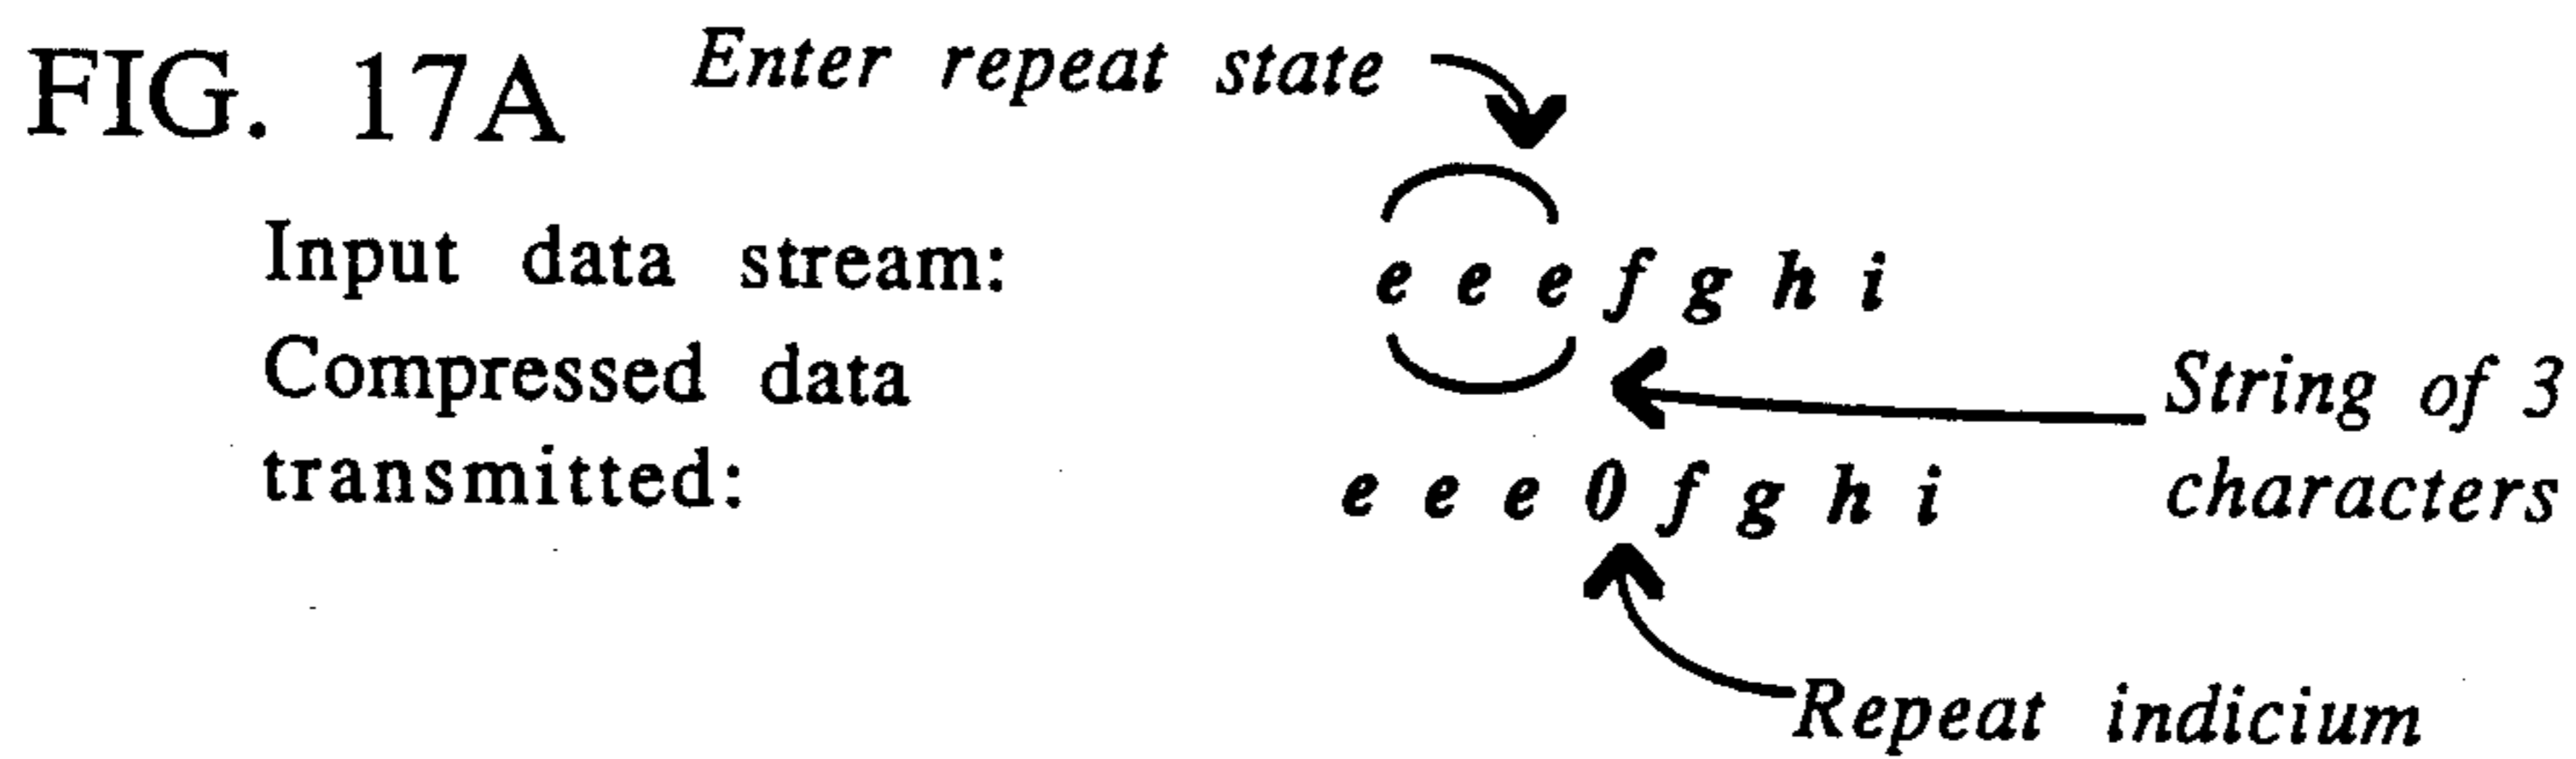 FIG. 17A
Enter repeat state
Input data stream:
e e e f g h i
Compressed data
transmitted:
e e e 0 f g h i
String of 3
characters
Repeat indicium